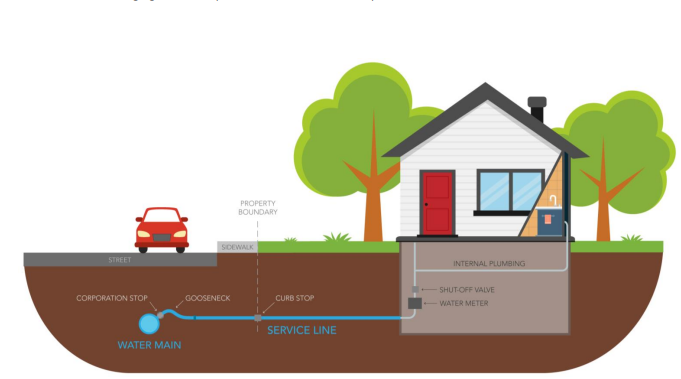 PROPERTY
BOUNDARY
SIDEWALK
STREET
INTERNAL PLUMBING
SHUT-OFF VALVE
CORPORATION STOP
GOOSENECK
CURB STOP
WATER METER
SERVICE LINE
WATER MAIN